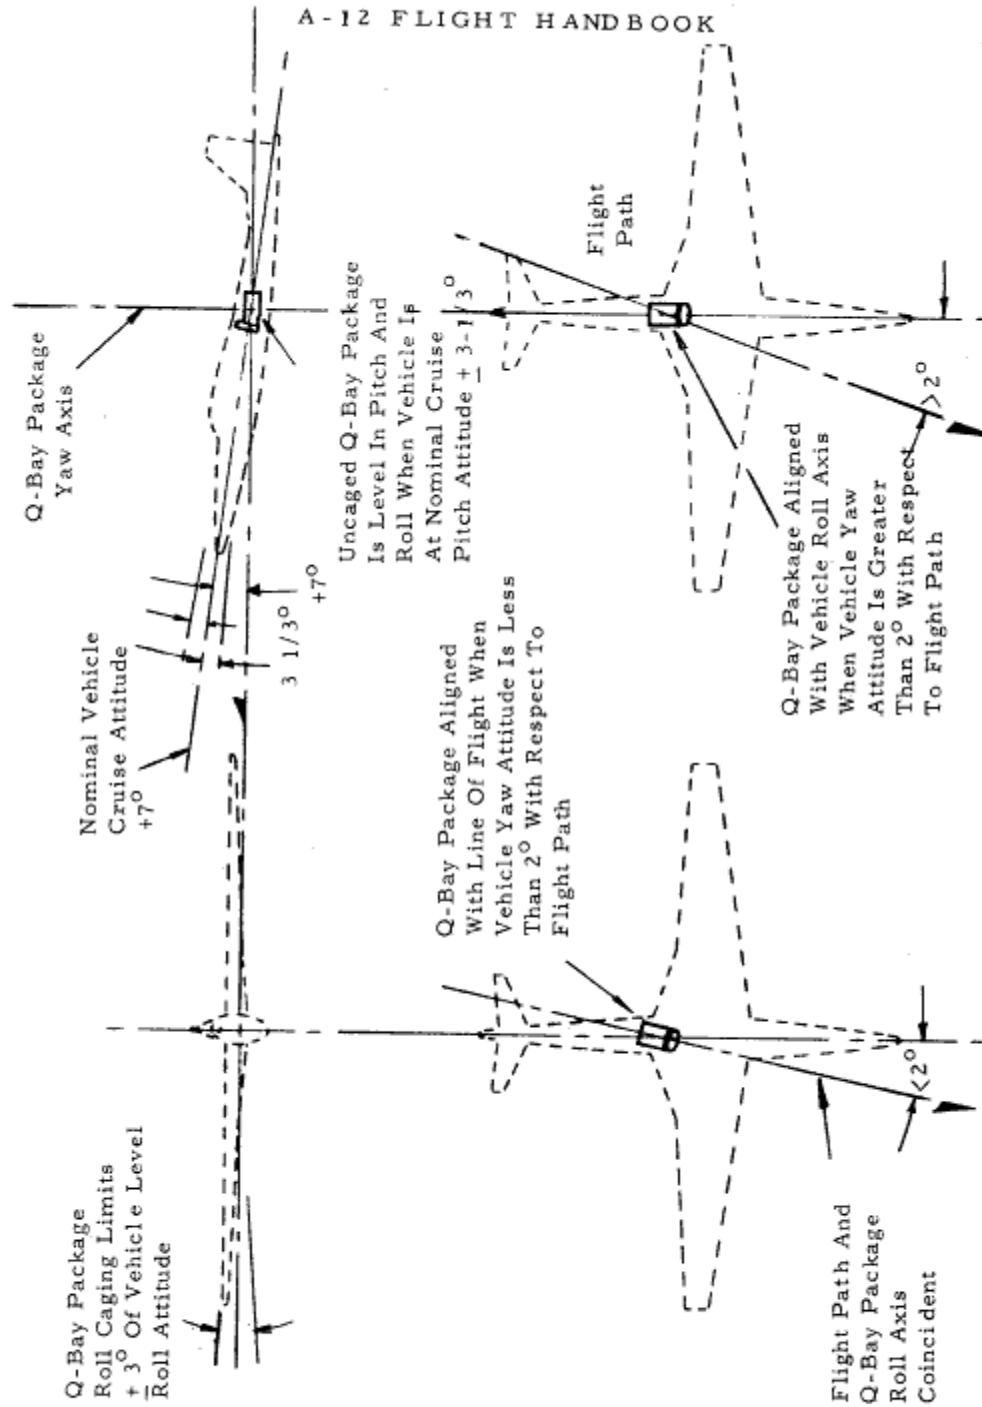 A-12 FLIGHT HANDBOOK
Q-Bay Package
Yaw Axis
Nominal Vehicle
Cruise Attitude
+7°
3 1/3°
+7°
Uncaged Q-Bay Package
Is Level In Pitch And
Roll When Vehicle Is
At Nominal Cruise
Pitch Attitude ± 3-1/3°
Q-Bay Package
Roll Caging Limits
± 3° Of Vehicle Level
Roll Attitude
Flight
Path
>2°
Q-Bay Package Aligned
With Vehicle Roll Axis
When Vehicle Yaw
Attitude Is Greater
Than 2° With Respect
To Flight Path
Q-Bay Package Aligned
With Line Of Flight When
Vehicle Yaw Attitude Is Less
Than 2° With Respect To
Flight Path
<2°
Flight Path And
Q-Bay Package
Roll Axis
Coincident